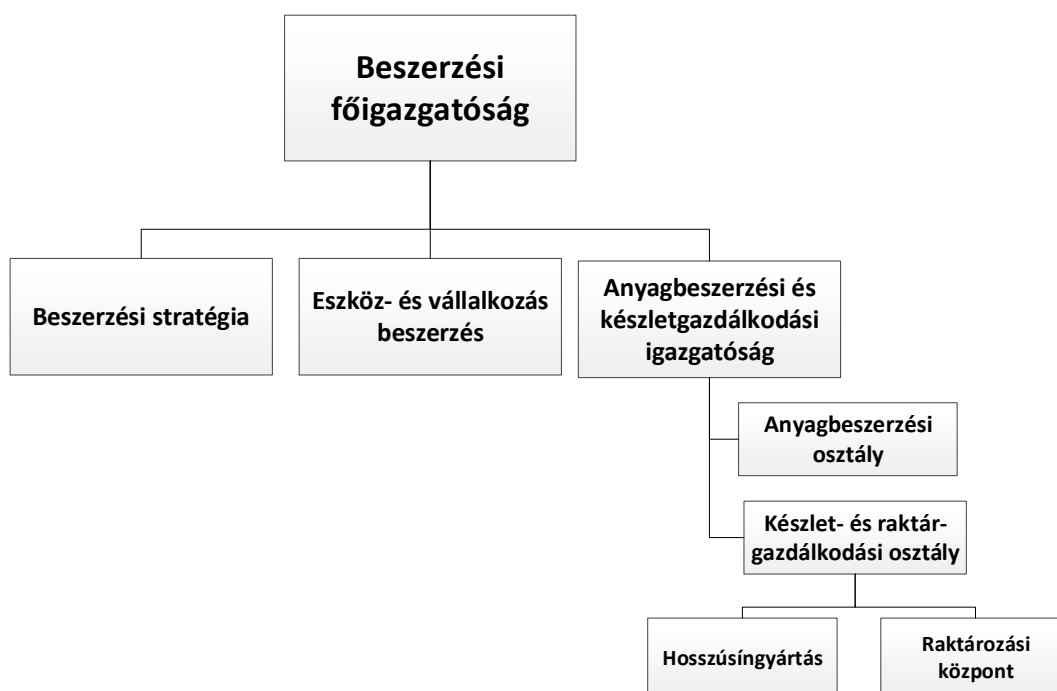 Beszerzési
főigazgatóság
Beszerzési stratégia
Eszköz- és vállalkozás
beszerzés
Anyagbeszerzési és
készletgazdálkodási
igazgatóság
Anyagbeszerzési
osztály
Készlet- és raktár-
gazdálkodási osztály
Hosszúsíngyártás
Raktározási
központ